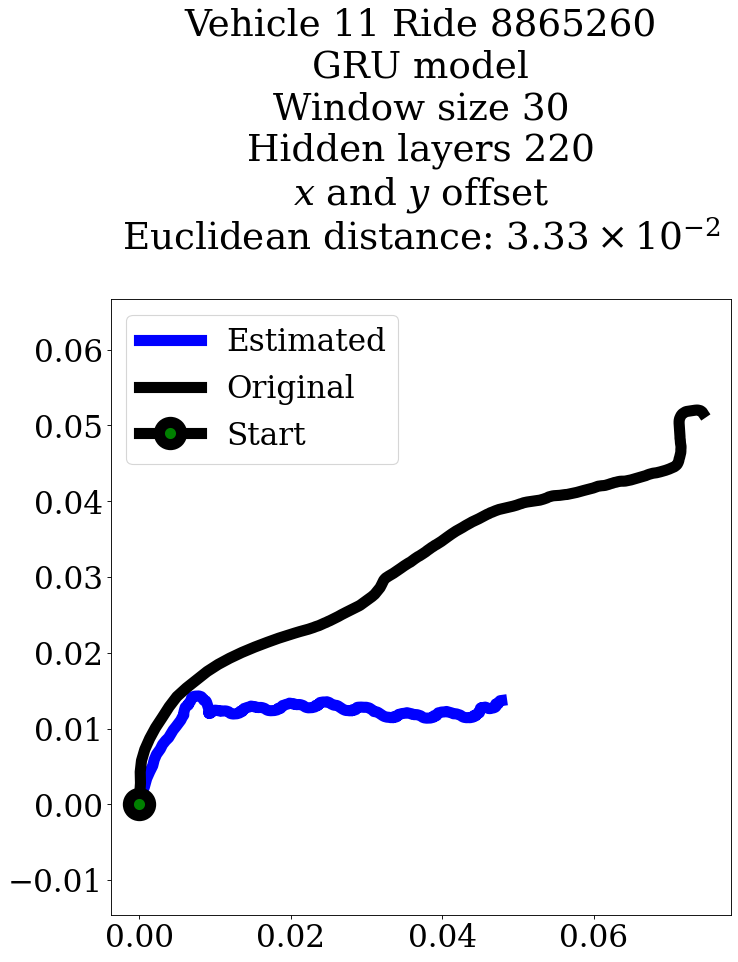 Vehicle 11 Ride 8865260
GRU model
Window size 30
Hidden layers 220
x and y offset
Euclidean distance: 3.33 × 10⁻²
Estimated
Original
Start
0.06
0.05
0.04
0.03
0.02
0.01
0.00
−0.01
0.00 0.02 0.04 0.06